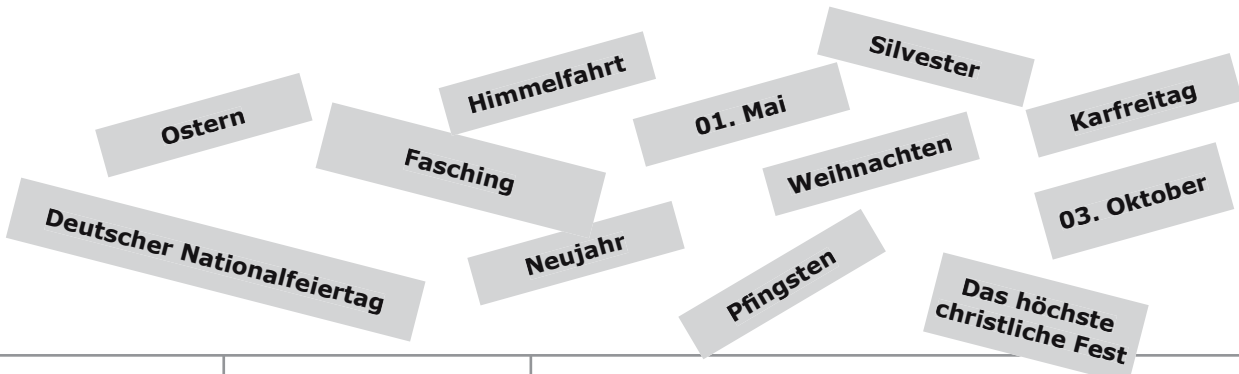 Silvester
Himmelfahrt
Karfreitag
01. Mai
Ostern
Fasching
Weihnachten
03. Oktober
Deutscher Nationalfeiertag
Neujahr
Pfingsten
Das höchste
christliche Fest